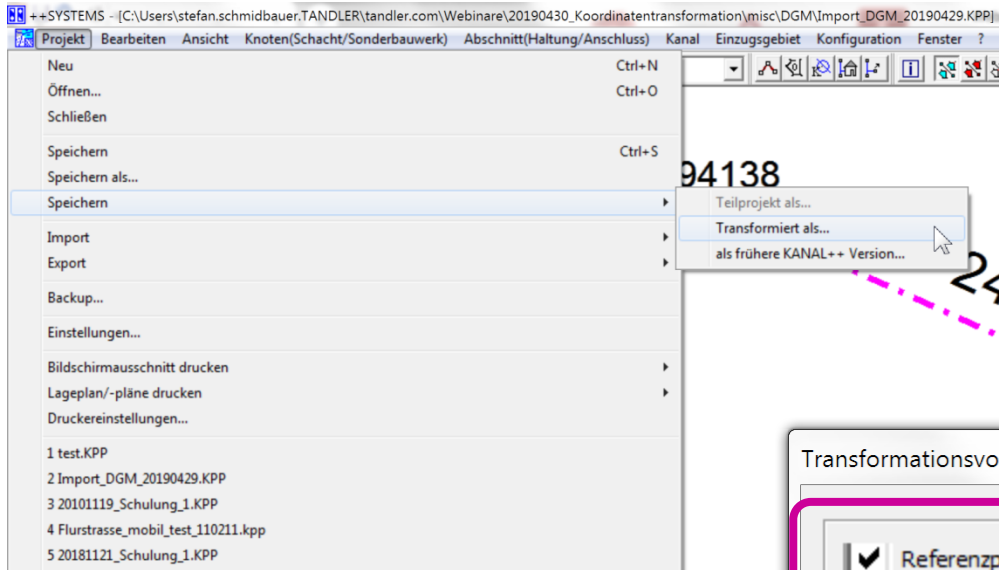 ++SYSTEMS - [C:\Users\stefan.schmidbauer.TANDLER\tandler.com\Webinare\20190430_Koordinatentransformation\misc\DGM\Import_DGM_20190429.KPP]
Projekt Bearbeiten Ansicht Knoten(Schacht/Sonderbauwerk) Abschnitt(Haltung/Anschluss) Kanal Einzugsgebiet Konfiguration Fenster ?
Neu Ctrl+N
Öffnen... Ctrl+O
Schließen
Speichern Ctrl+S
Speichern als...
Speichern
Import
Export
Backup...
Einstellungen...
Bildschirmausschnitt drucken
Lageplan/-pläne drucken
Druckereinstellungen...
1 test.KPP
2 Import_DGM_20190429.KPP
3 20101119_Schulung_1.KPP
4 Flurstrasse_mobil_test_110211.kpp
5 20181121_Schulung_1.KPP
94138
Teilprojekt als...
Transformiert als...
als frühere KANAL++ Version...
24
Transformationsvo
Referenzp